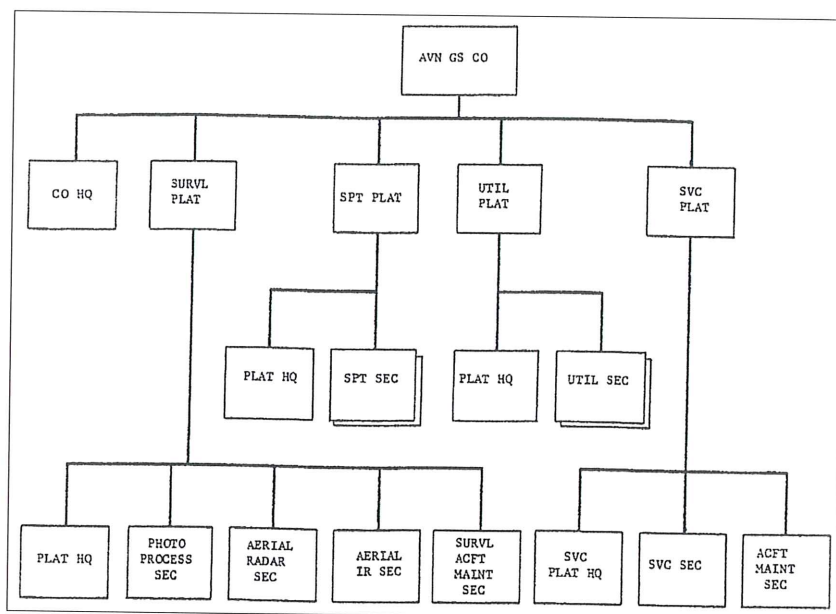 AVN GS CO
CO HQ
SURVL
PLAT
SPT PLAT
UTIL
PLAT
SVC
PLAT
PLAT HQ
SPT SEC
PLAT HQ
UTIL SEC
PLAT HQ
PHOTO
PROCESS
SEC
AERIAL
RADAR
SEC
AERIAL
IR SEC
SURVL
ACFT
MAINT
SEC
SVC
PLAT HQ
SVC SEC
ACFT
MAINT
SEC